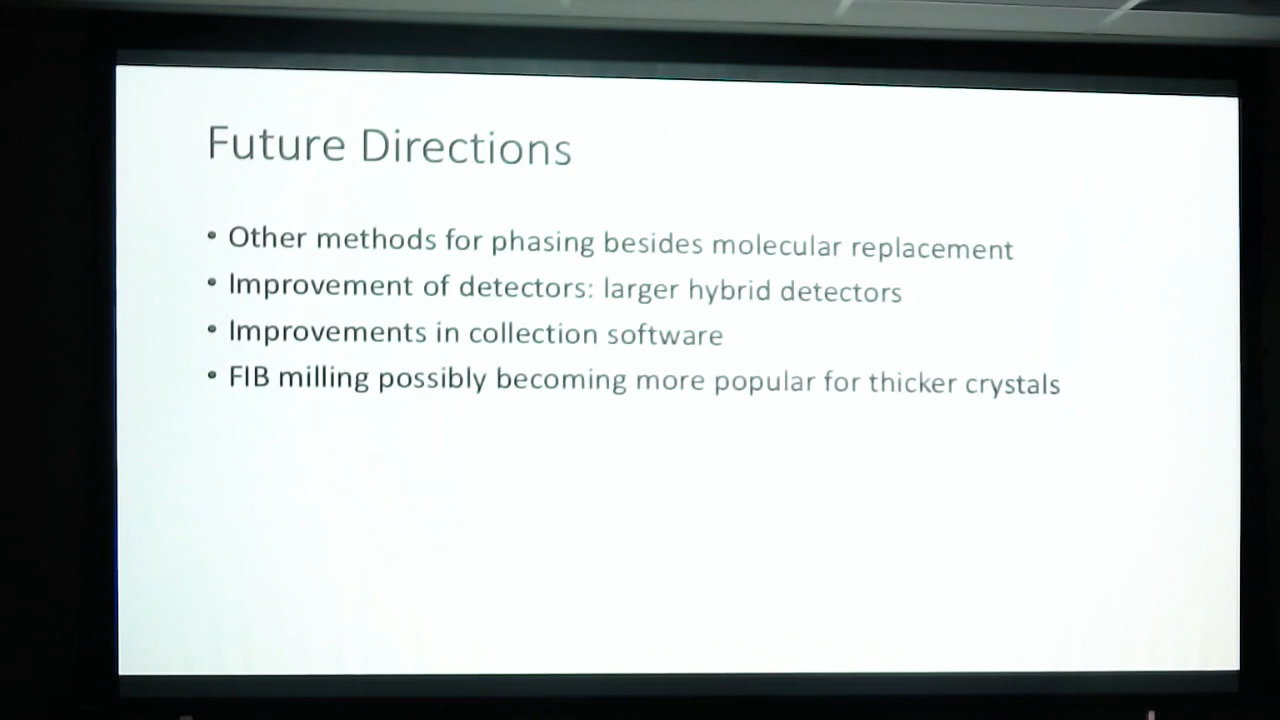 Future Directions
• Other methods for phasing besides molecular replacement
• Improvement of detectors: larger hybrid detectors
• Improvements in collection software
• FIB milling possibly becoming more popular for thicker crystals